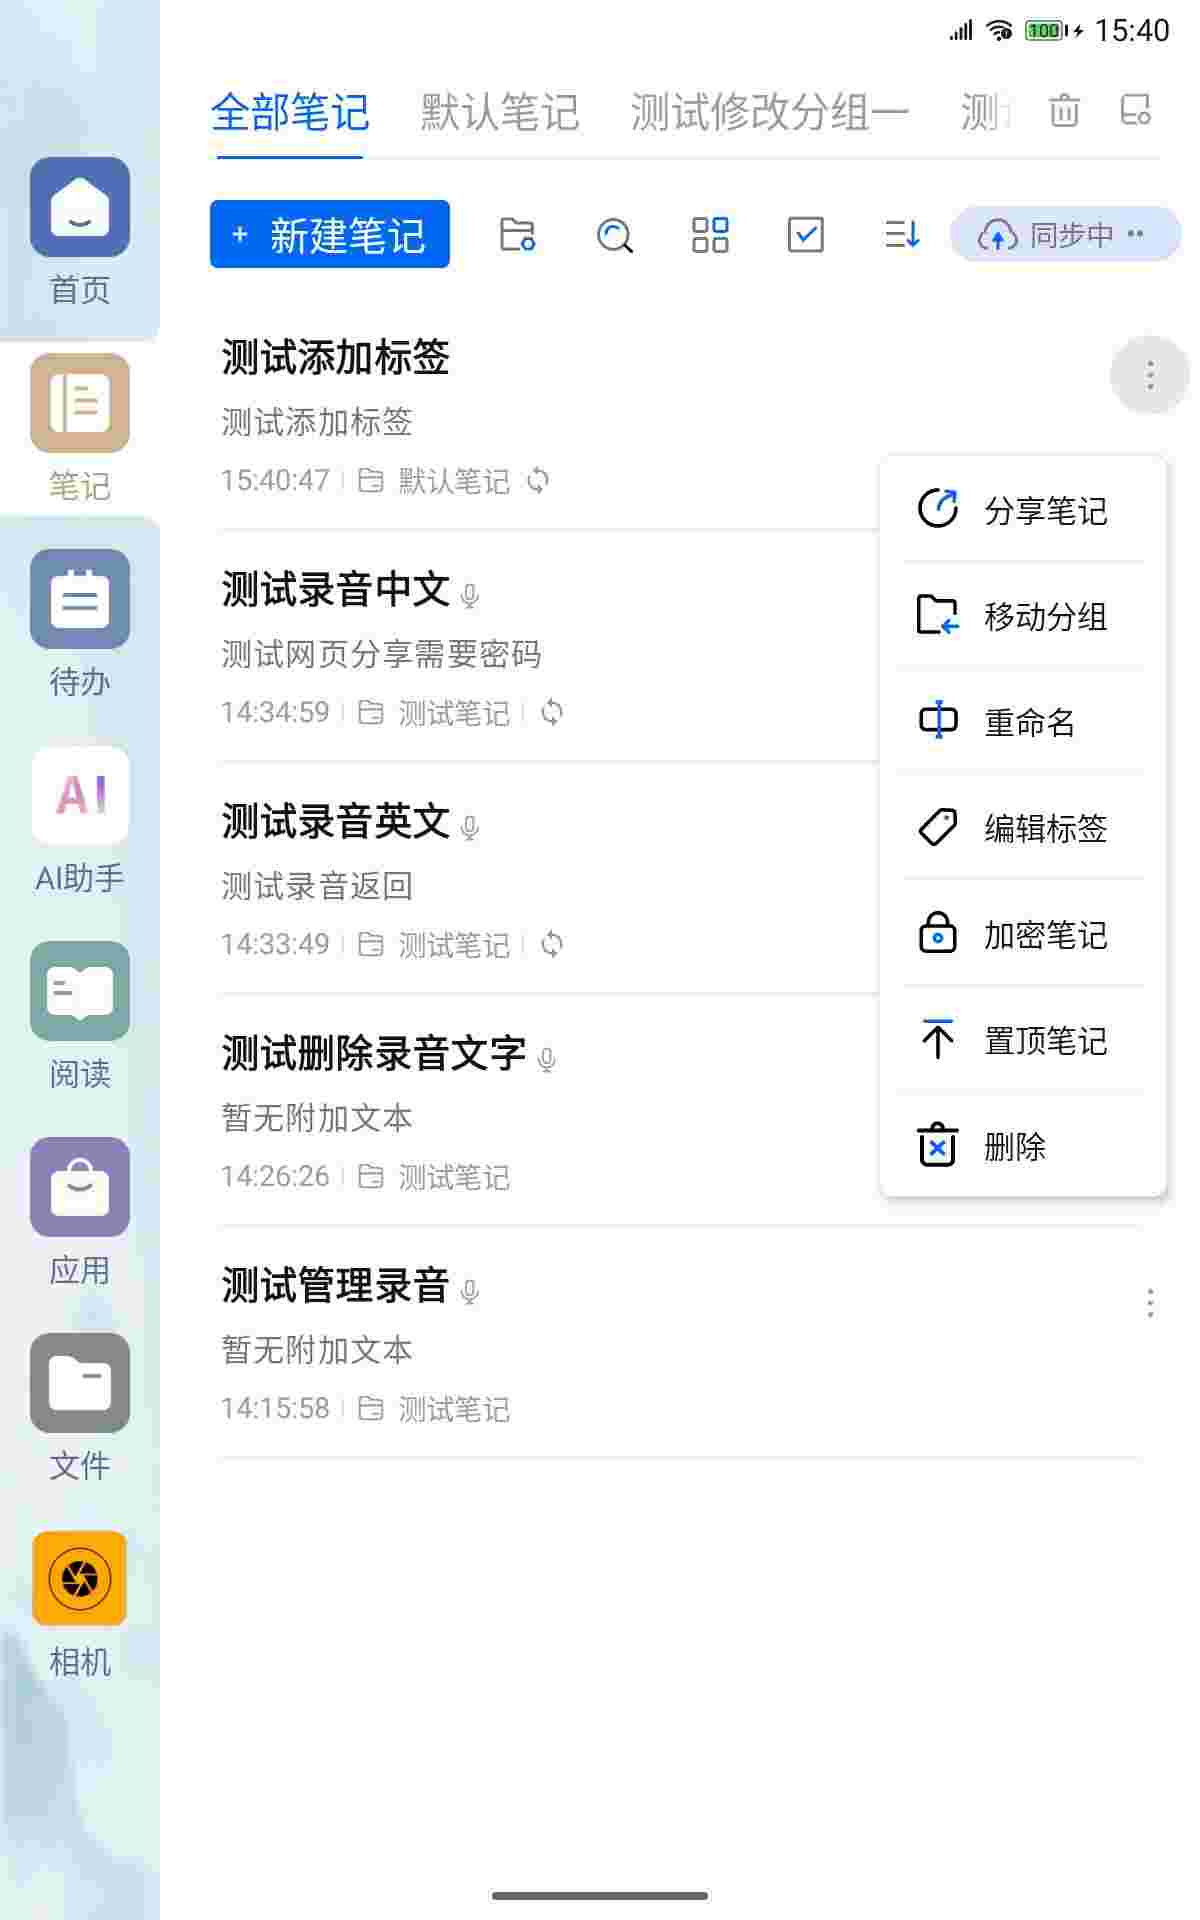 100 15:40
全部笔记 默认笔记 测试修改分组一 测
+ 新建笔记 同步中 ··
首页
笔记
待办
AI
AI助手
阅读
应用
文件
相机
测试添加标签
测试添加标签
15:40:47 默认笔记
测试录音中文
测试网页分享需要密码
14:34:59 测试笔记
测试录音英文
测试录音返回
14:33:49 测试笔记
测试删除录音文字
暂无附加文本
14:26:26 测试笔记
测试管理录音
暂无附加文本
14:15:58 测试笔记
分享笔记
移动分组
重命名
编辑标签
加密笔记
置顶笔记
删除